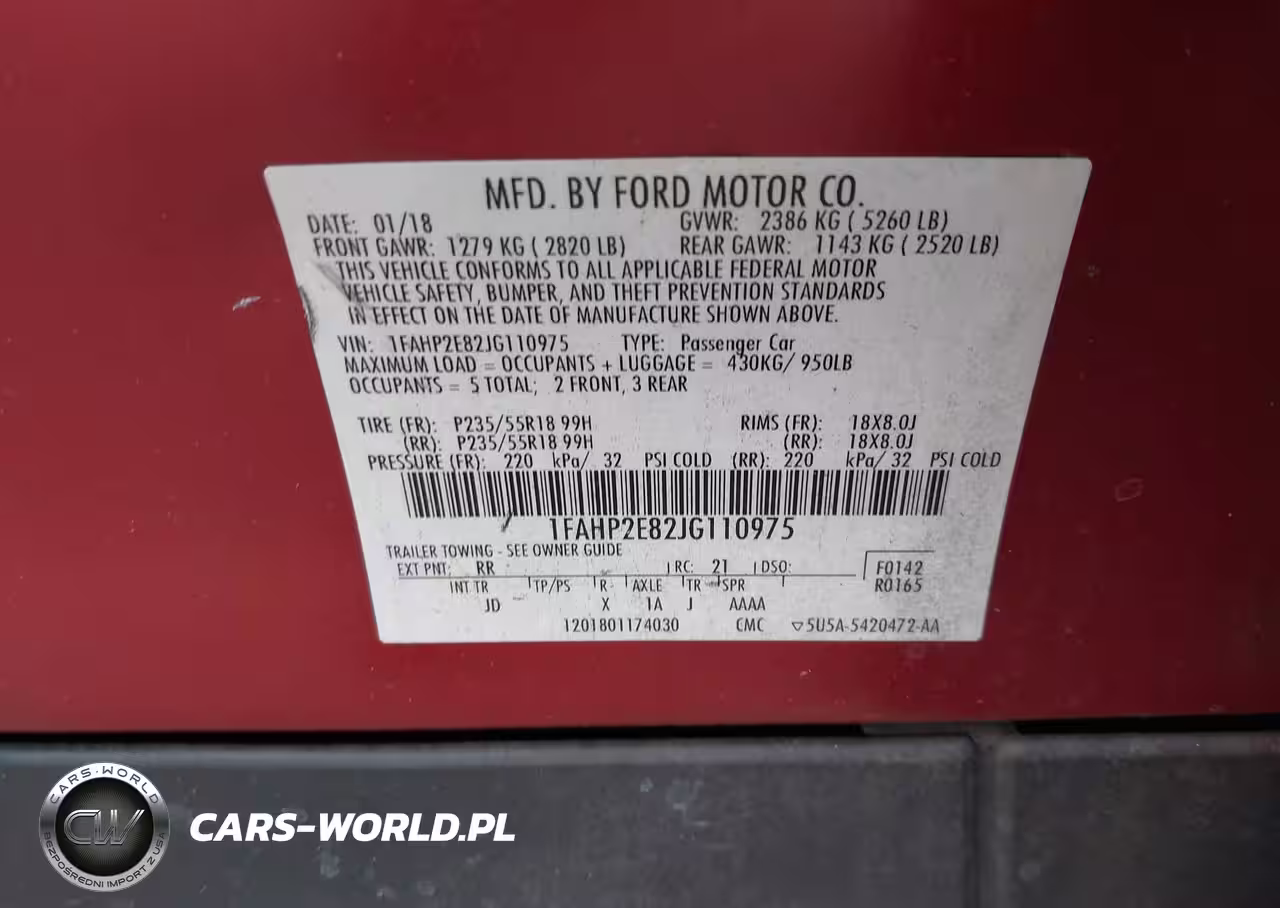 MFD. BY FORD MOTOR CO.
DATE: 01/18 GVWR: 2386 KG ( 5260 LB)
FRONT GAWR: 1279 KG ( 2820 LB) REAR GAWR: 1143 KG ( 2520 LB)
THIS VEHICLE CONFORMS TO ALL APPLICABLE FEDERAL MOTOR
VEHICLE SAFETY, BUMPER, AND THEFT PREVENTION STANDARDS
IN EFFECT ON THE DATE OF MANUFACTURE SHOWN ABOVE.
VIN: 1FAHP2E82JG110975 TYPE: Passenger Car
MAXIMUM LOAD = OCCUPANTS + LUGGAGE = 430KG/ 950LB
OCCUPANTS = 5 TOTAL; 2 FRONT, 3 REAR
TIRE (FR): P235/55R18 99H RIMS (FR): 18X8.0J
(RR): P235/55R18 99H (RR): 18X8.0J
PRESSURE (FR): 220 kPa/ 32 PSI COLD (RR): 220 kPa/ 32 PSI COLD
1FAHP2E82JG110975
TRAILER TOWING - SEE OWNER GUIDE
EXT PNT: RR RC: 21 DSO: F0142
INT TR TP/PS R AXLE TR SPR R0165
JD X 1A J AAAA
1201801174030 CMC ▽5U5A-5420472-AA
CARS-WORLD
CW
BEZPOŚREDNI IMPORT Z USA
CARS-WORLD.PL